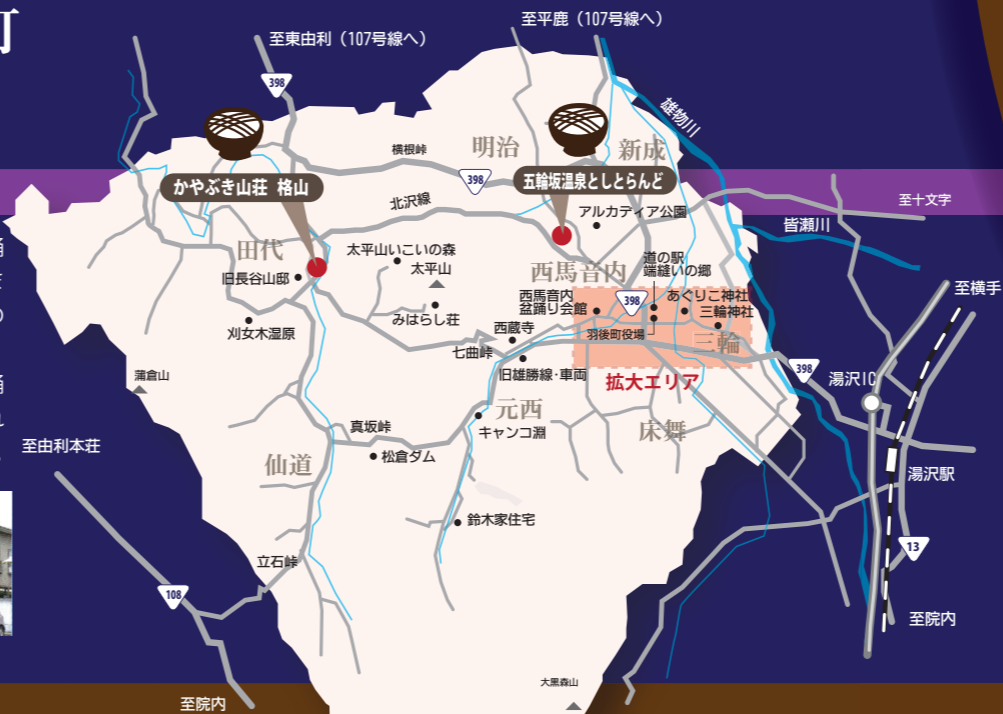 町
至平鹿（107号線へ）
至東由利（107号線へ）
398
雄物川
明治
新成
横根峠
398
五輪坂温泉としとらんど
かやぶき山荘 格山
至十文字
北沢線
アルカディア公園
皆瀬川
田代
太平山いこいの森
太平山
旧長谷山邸
西馬音内
道の駅
端縫いの郷
至横手
西馬音内
盆踊り会館
398
あぐりこ神社
みはらし荘
三輪神社
刈女木湿原
西蔵寺
羽後町役場
三輪
七曲峠
398
旧雄勝線・車両
拡大エリア
湯沢IC
蒲倉山
元西
キャンコ淵
床舞
真坂峠
至由利本荘
松倉ダム
仙道
湯沢駅
鈴木家住宅
13
立石峠
108
至院内
大黒森山
至院内